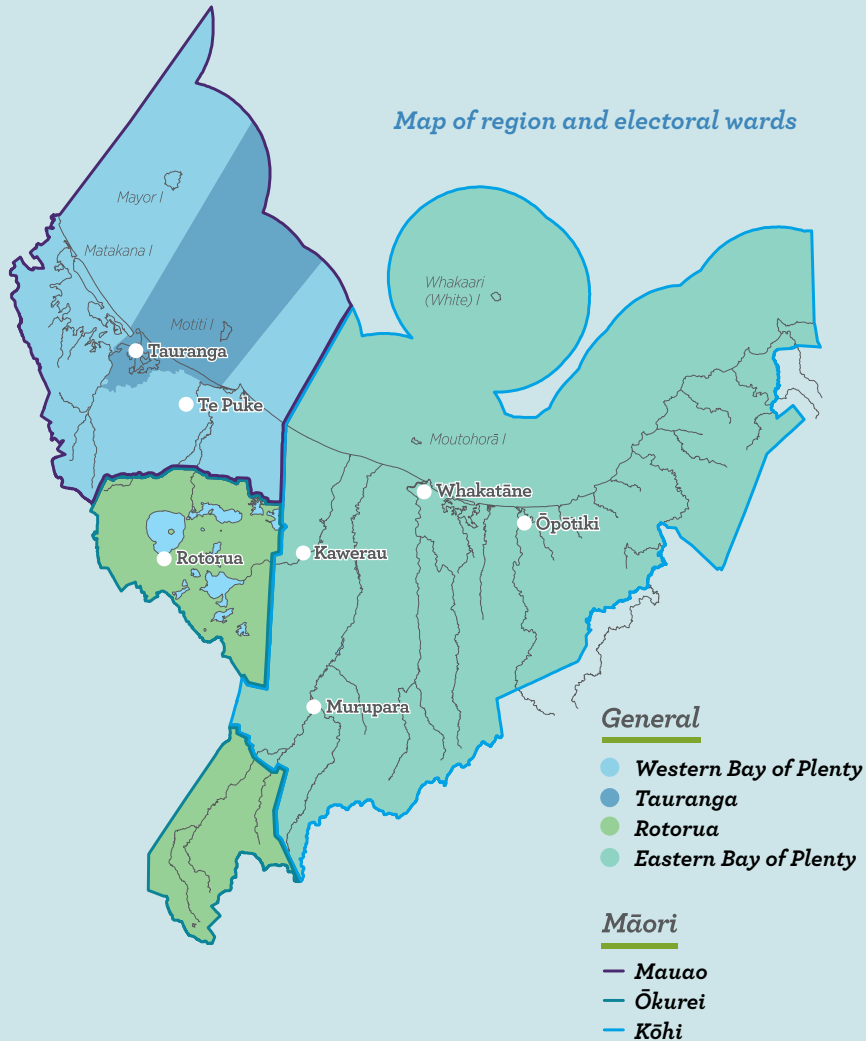 Map of region and electoral wards
Mayor I
Matakana I
Whakaari
(White) I
Motiti I
Tauranga
Te Puke
Moutohorā I
Whakatāne
Ōpōtiki
Kawerau
Rotorua
Murupara
General
Western Bay of Plenty
Tauranga
Rotorua
Eastern Bay of Plenty
Māori
Mauao
Ōkurei
Kōhi